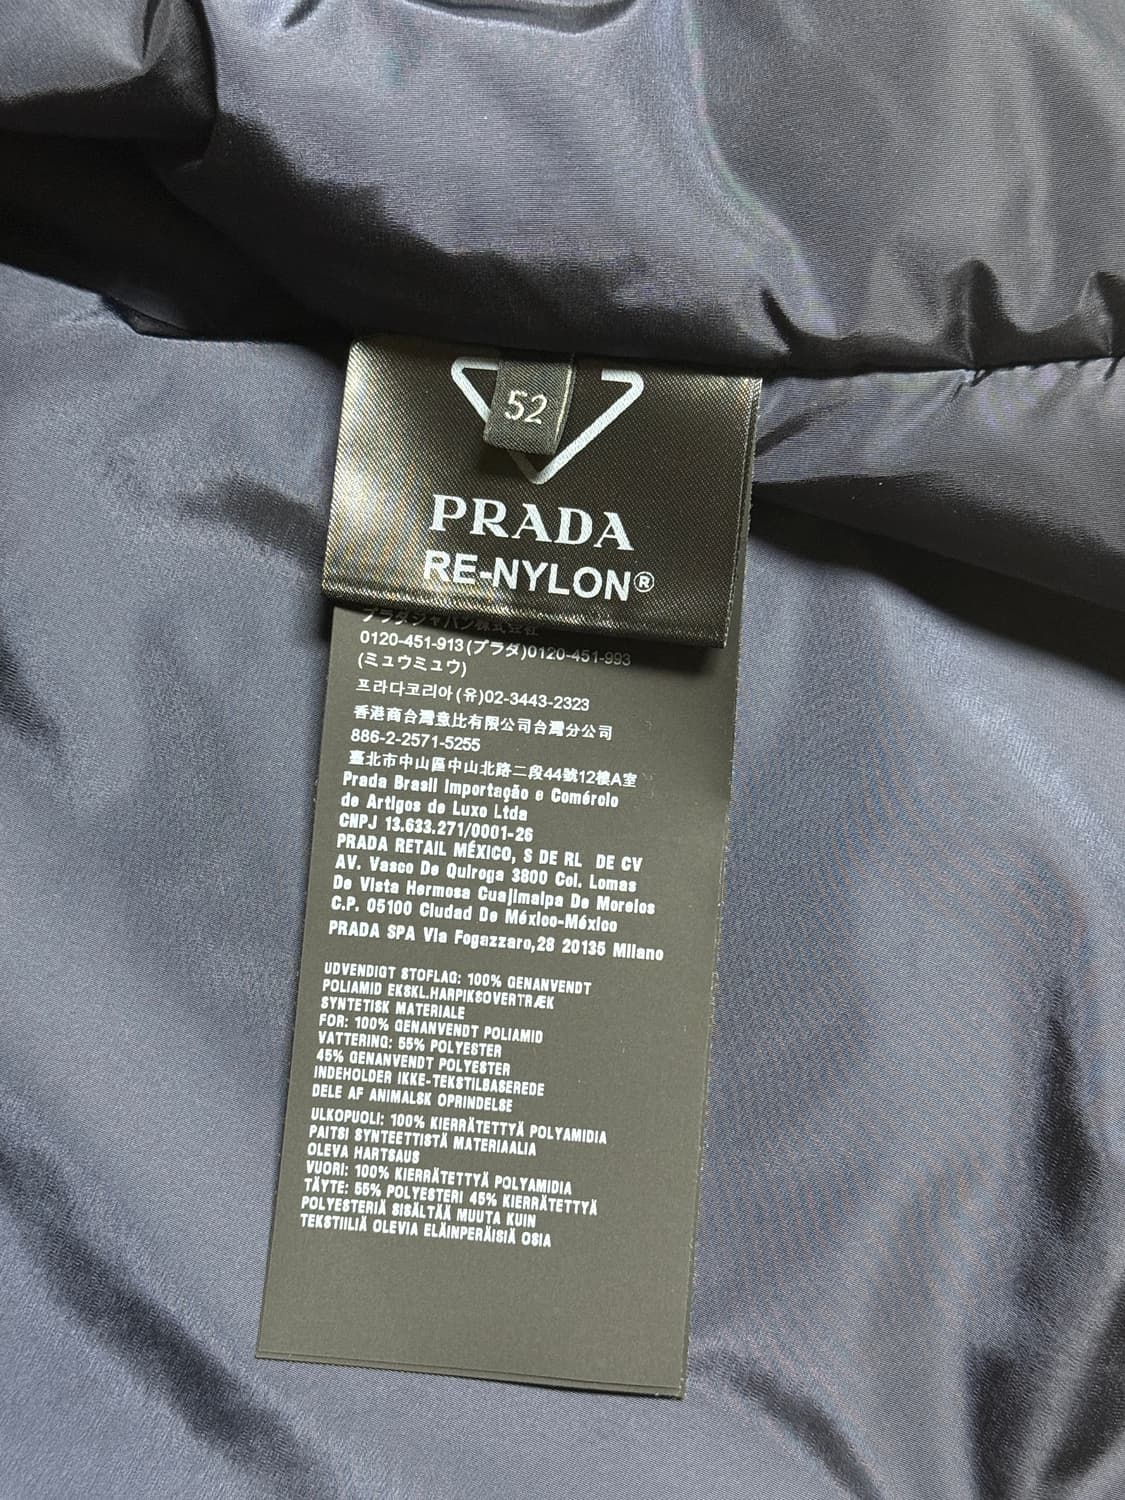 52
PRADA
RE-NYLON®
プラダジャパン株式会社
0120-451-913(プラダ)0120-451-993
(ミュウミュウ)
프라다코리아(유)02-3443-2323
香港商台灣蕬比有限公司台灣分公司
886-2-2571-5255
臺北市中山區中山北路二段44號12樓A室
Prada Brasil Importação e Comércio
de Artigos de Luxo Ltda
CNPJ 13.633.271/0001-26
PRADA RETAIL MÉXICO, S DE RL DE CV
AV. Vasco De Quiroga 3800 Col. Lomas
De Vista Hermosa Cuajimalpa De Morelos
C.P. 05100 Ciudad De México-México
PRADA SPA Via Fogazzaro,28 20135 Milano
UDVENDIGT STOFLAG: 100% GENANVENDT
POLIAMID EKSKL.HARPIKSOVERTRÆK
SYNTETISK MATERIALE
FOR: 100% GENANVENDT POLIAMID
VATTERING: 55% POLYESTER
45% GENANVENDT POLYESTER
INDEHOLDER IKKE-TEKSTILBASEREDE
DELE AF ANIMALSK OPRINDELSE
ULKOPUOLI: 100% KIERRÄTETTYÄ POLYAMIDIA
PAITSI SYNTEETTISTÄ MATERIAALIA
OLEVA HARTSAUS
VUORI: 100% KIERRÄTETTYÄ POLYAMIDIA
TÄYTE: 55% POLYESTERI 45% KIERRÄTETTYÄ
POLYESTERIÄ SISÄLTÄÄ MUUTA KUIN
TEKSTIILIÄ OLEVIA ELÄINPERÄISIÄ OSIA